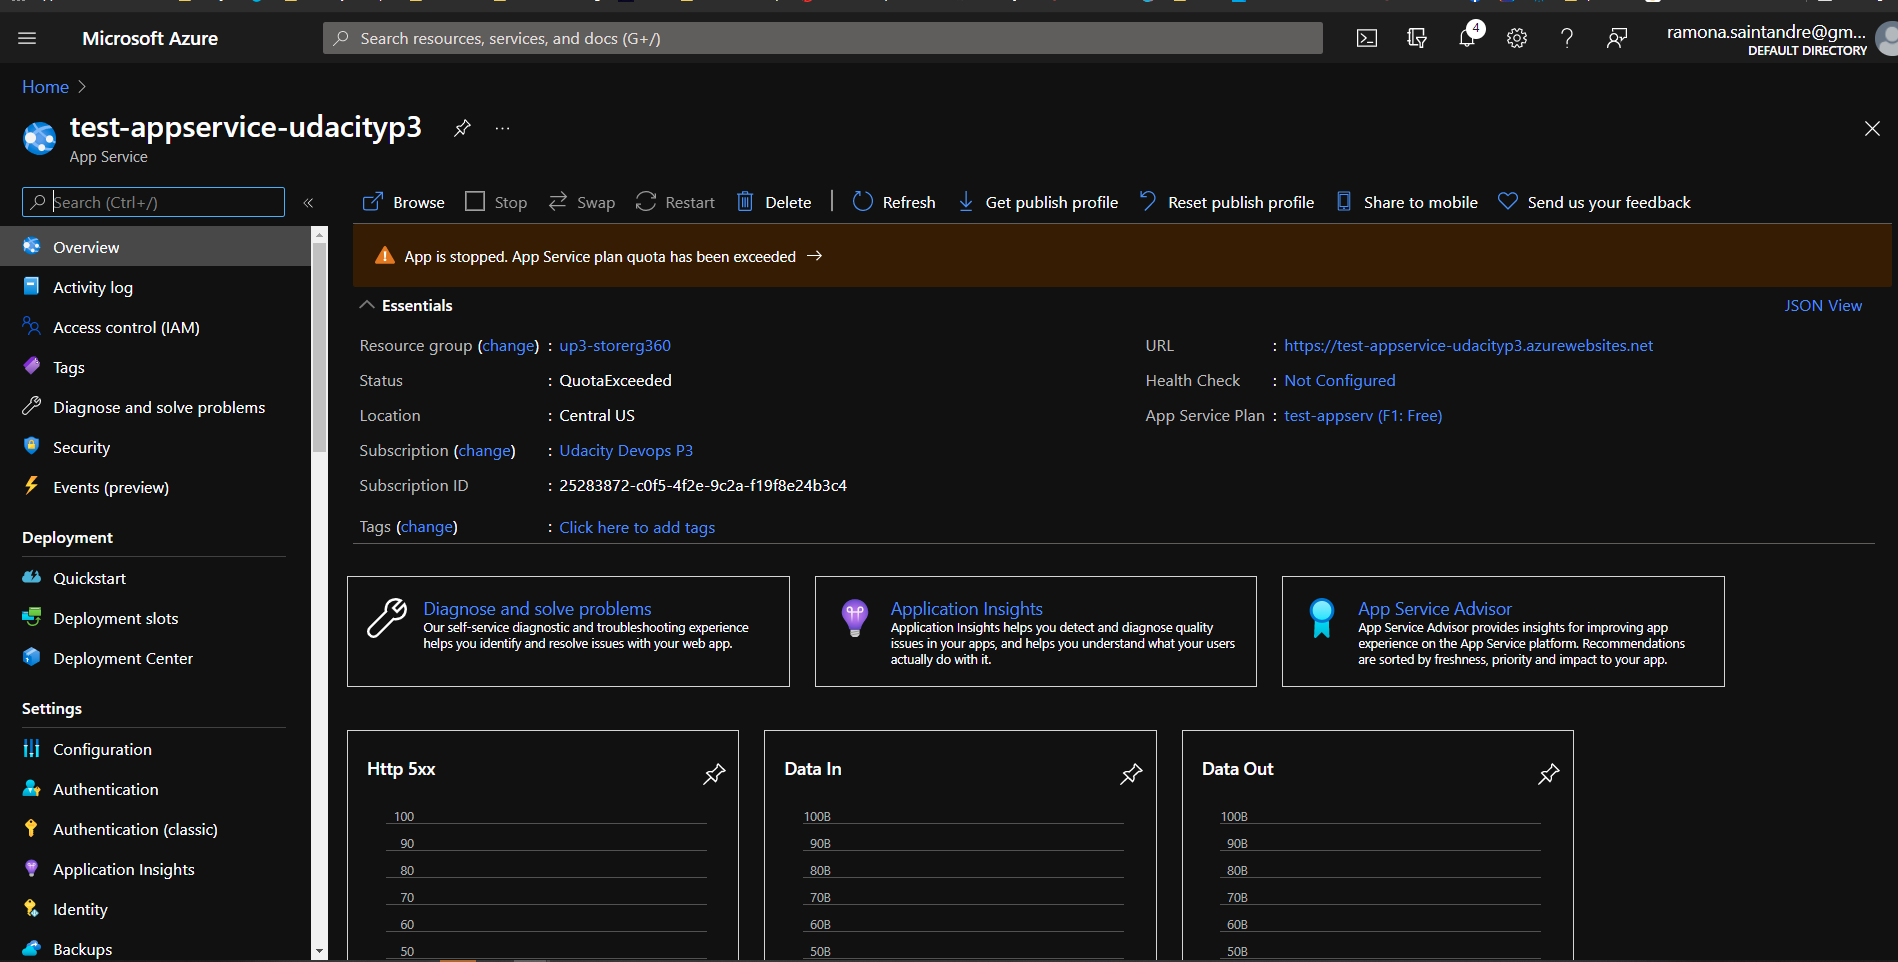 Microsoft Azure
Search resources, services, and docs (G+/)
4
ramona.saintandre@gm...
DEFAULT DIRECTORY
Home
test-appservice-udacityp3
...
App Service
Search (Ctrl+/)
«
Browse
Stop
Swap
Restart
Delete
Refresh
Get publish profile
Reset publish profile
Share to mobile
Send us your feedback
Overview
Activity log
Access control (IAM)
Tags
Diagnose and solve problems
Security
Events (preview)
Deployment
Quickstart
Deployment slots
Deployment Center
Settings
Configuration
Authentication
Authentication (classic)
Application Insights
Identity
Backups
App is stopped. App Service plan quota has been exceeded →
Essentials
JSON View
Resource group (change) : up3-storerg360
Status : QuotaExceeded
Location : Central US
Subscription (change) : Udacity Devops P3
Subscription ID : 25283872-c0f5-4f2e-9c2a-f19f8e24b3c4
Tags (change) : Click here to add tags
URL : https://test-appservice-udacityp3.azurewebsites.net
Health Check : Not Configured
App Service Plan : test-appserv (F1: Free)
Diagnose and solve problems
Our self-service diagnostic and troubleshooting experience
helps you identify and resolve issues with your web app.
Application Insights
Application Insights helps you detect and diagnose quality
issues in your apps, and helps you understand what your users
actually do with it.
App Service Advisor
App Service Advisor provides insights for improving app
experience on the App Service platform. Recommendations
are sorted by freshness, priority and impact to your app.
Http 5xx
100
90
80
70
60
50
Data In
100B
90B
80B
70B
60B
50B
Data Out
100B
90B
80B
70B
60B
50B